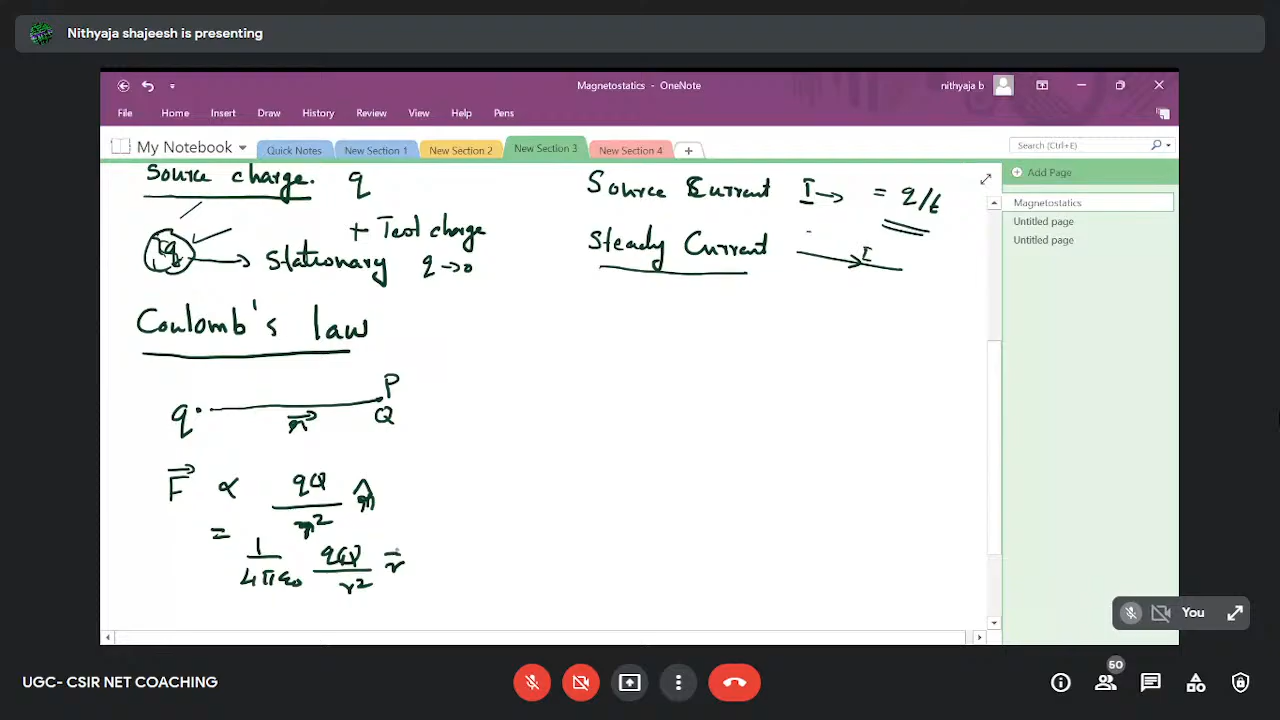 Nithyaja shajeesh is presenting
Magnetostatics - OneNote
nithyaja b
File Home Insert Draw History Review View Help Pens
My Notebook
Quick Notes New Section 1 New Section 2 New Section 3 New Section 4 +
Search (Ctrl+E)
Add Page
Magnetostatics
Untitled page
Untitled page
Source charge. q
+ Test charge
q → Stationary q → 0
Coulomb's law
q r⃗ P
Q
F⃗ ∝ qQ/r² r̂
= 1/4πε₀ qQ/r² r̄
Source Current I → = q/t
Steady Current I
You
UGC- CSIR NET COACHING
50